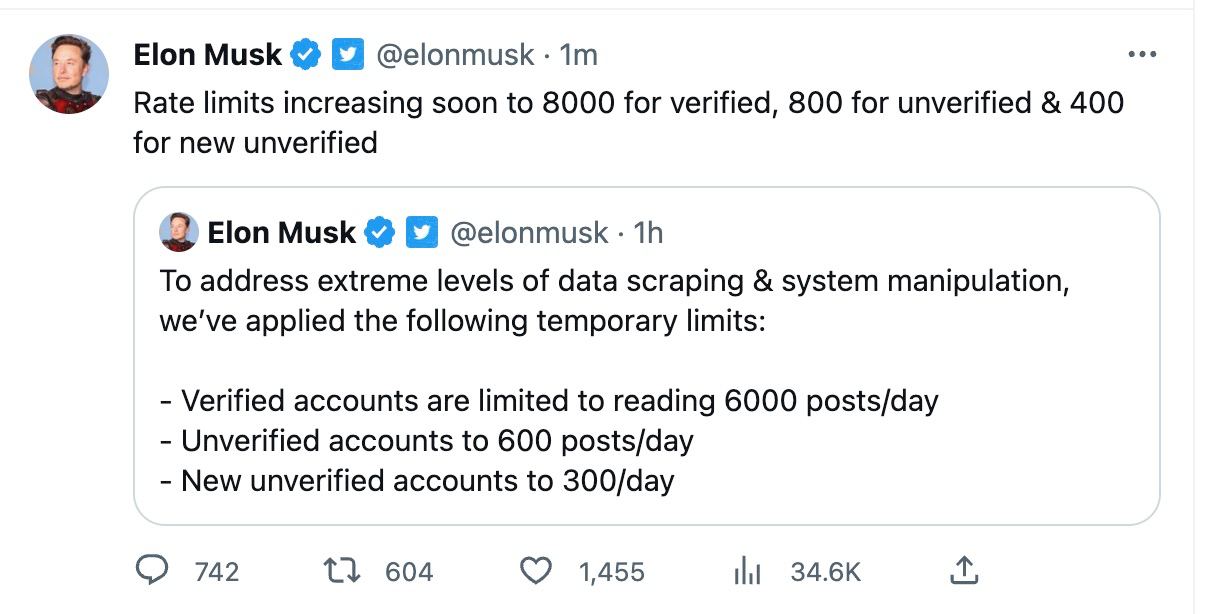 Elon Musk @elonmusk · 1m
Rate limits increasing soon to 8000 for verified, 800 for unverified & 400
for new unverified
Elon Musk @elonmusk · 1h
To address extreme levels of data scraping & system manipulation,
we’ve applied the following temporary limits:
- Verified accounts are limited to reading 6000 posts/day
- Unverified accounts to 600 posts/day
- New unverified accounts to 300/day
742 604 1,455 34.6K